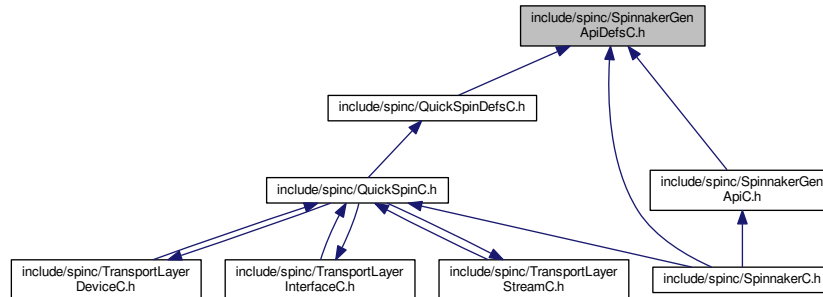 include/spinc/SpinnakerGen
ApiDefsC.h
include/spinc/QuickSpinDefsC.h
include/spinc/QuickSpinC.h
include/spinc/SpinnakerGen
ApiC.h
include/spinc/TransportLayer
DeviceC.h
include/spinc/TransportLayer
InterfaceC.h
include/spinc/TransportLayer
StreamC.h
include/spinc/SpinnakerC.h